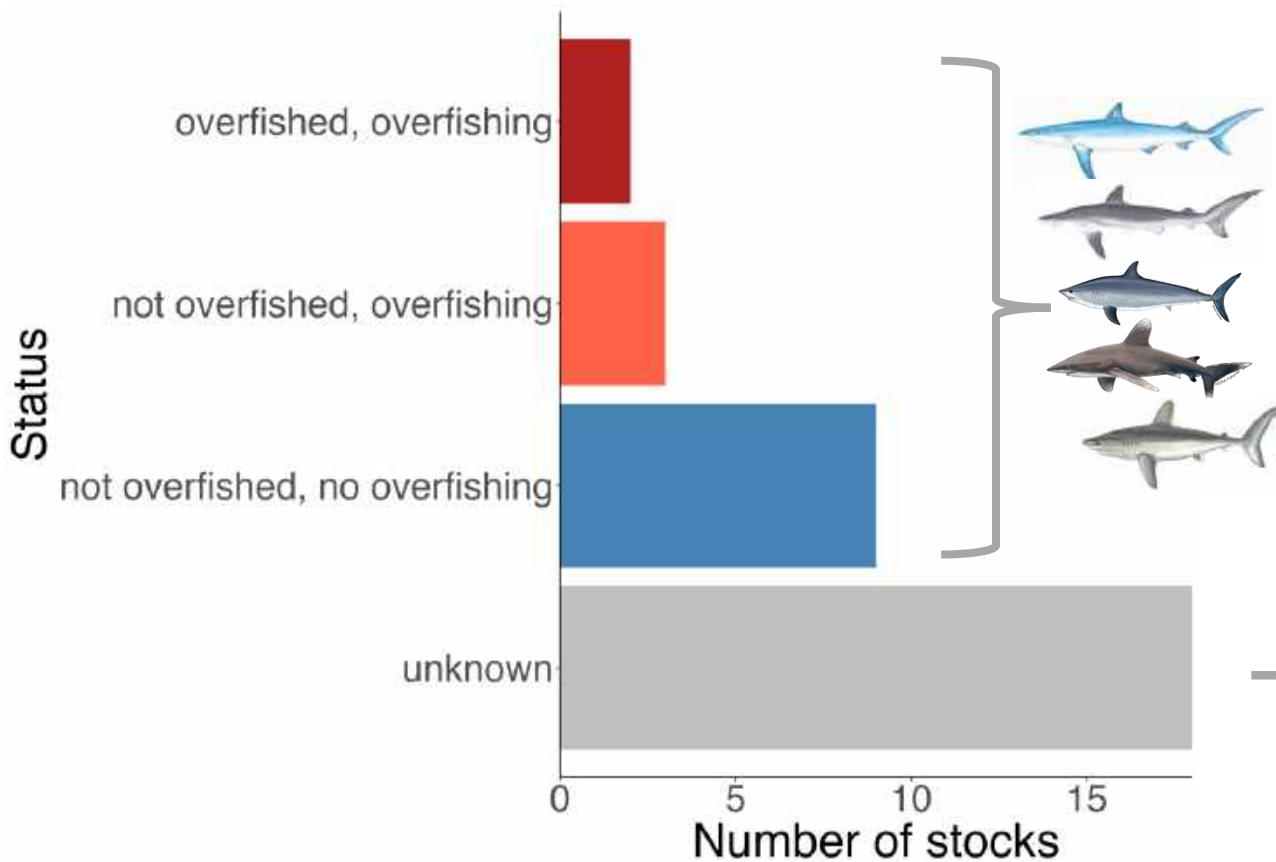 overfished, overfishing
not overfished, overfishing
not overfished, no overfishing
unknown
Status
0 5 10 15
Number of stocks